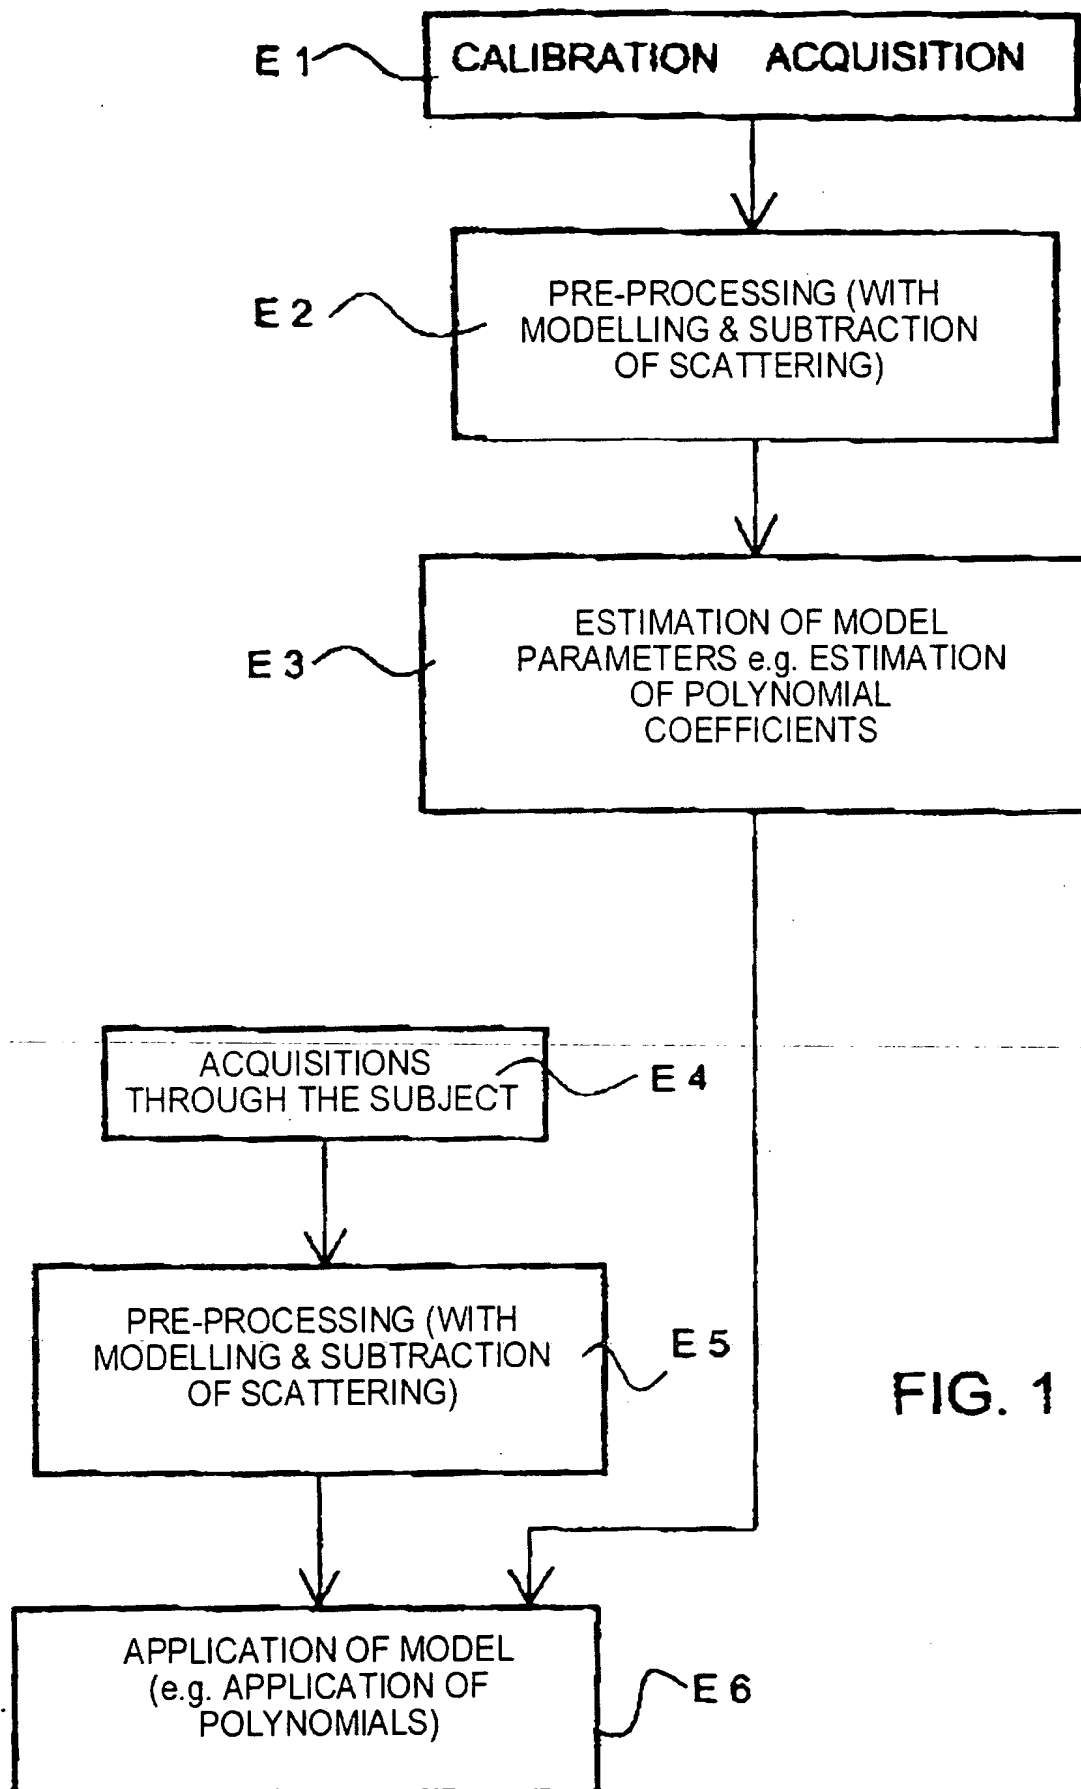 E 1
CALIBRATION ACQUISITION
E 2
PRE-PROCESSING (WITH
MODELLING & SUBTRACTION
OF SCATTERING)
E 3
ESTIMATION OF MODEL
PARAMETERS e.g. ESTIMATION
OF POLYNOMIAL
COEFFICIENTS
ACQUISITIONS
THROUGH THE SUBJECT
E 4
PRE-PROCESSING (WITH
MODELLING & SUBTRACTION
OF SCATTERING)
E 5
FIG. 1
APPLICATION OF MODEL
(e.g. APPLICATION OF
POLYNOMIALS)
E 6